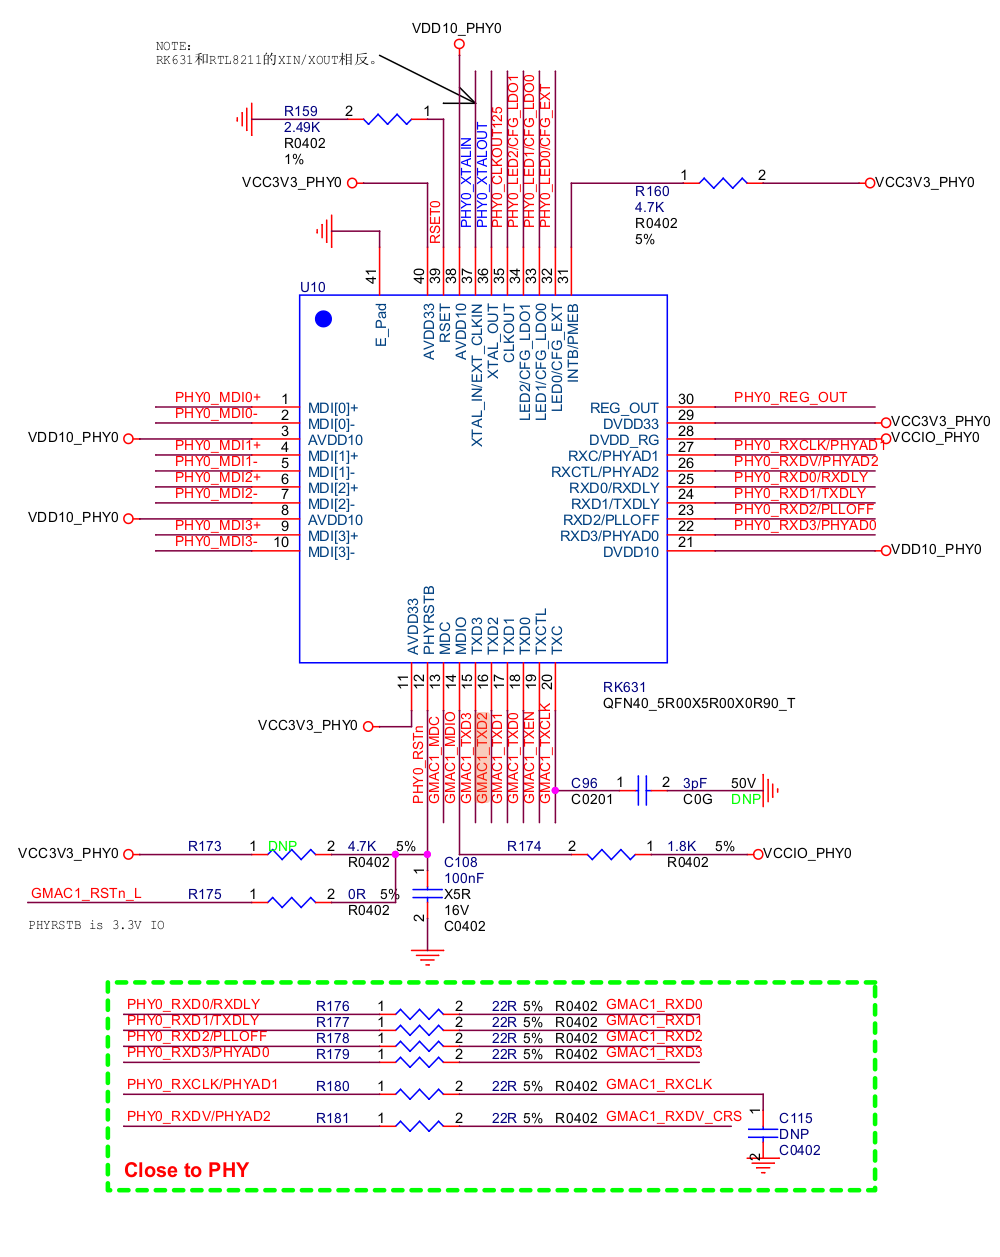 VDD10_PHY0
NOTE:
RK631和RTL8211的XIN/XOUT相反。
R159
2
1
2.49K
R0402
1%
VCC3V3_PHY0
RSET0
PHY0_XTALIN
PHY0_XTALOUT
PHY0_CLKOUT125
PHY0_LED2/CFG_LDO1
PHY0_LED1/CFG_LDO0
PHY0_LED0/CFG_EXT
1
2
R160
4.7K
R0402
5%
VCC3V3_PHY0
41
40
39
38
37
36
35
34
33
32
31
U10
E_Pad
AVDD33
RSET
AVDD10
XTAL_IN/EXT_CLKIN
XTAL_OUT
CLKOUT
LED2/CFG_LDO1
LED1/CFG_LDO0
LED0/CFG_EXT
INTB/PMEB
PHY0_MDI0+ 1 MDI[0]+
PHY0_MDI0- 2 MDI[0]-
VDD10_PHY0 3 AVDD10
PHY0_MDI1+ 4 MDI[1]+
PHY0_MDI1- 5 MDI[1]-
PHY0_MDI2+ 6 MDI[2]+
PHY0_MDI2- 7 MDI[2]-
VDD10_PHY0 8 AVDD10
PHY0_MDI3+ 9 MDI[3]+
PHY0_MDI3- 10 MDI[3]-
REG_OUT 30 PHY0_REG_OUT
DVDD33 29 VCC3V3_PHY0
DVDD_RG 28 VCCIO_PHY0
RXC/PHYAD1 27 PHY0_RXCLK/PHYAD1
RXCTL/PHYAD2 26 PHY0_RXDV/PHYAD2
RXD0/RXDLY 25 PHY0_RXD0/RXDLY
RXD1/TXDLY 24 PHY0_RXD1/TXDLY
RXD2/PLLOFF 23 PHY0_RXD2/PLLOFF
RXD3/PHYAD0 22 PHY0_RXD3/PHYAD0
DVDD10 21 VDD10_PHY0
AVDD33
PHYRSTB
MDC
MDIO
TXD3
TXD2
TXD1
TXD0
TXCTL
TXC
11
12
13
14
15
16
17
18
19
20
RK631
QFN40_5R00X5R00X0R90_T
VCC3V3_PHY0
PHY0_RSTn
GMAC1_MDC
GMAC1_MDIO
GMAC1_TXD3
GMAC1_TXD2
GMAC1_TXD1
GMAC1_TXD0
GMAC1_TXEN
GMAC1_TXCLK
C96 1 2 3pF 50V
C0201 C0G DNP
VCC3V3_PHY0 R173 1 DNP 2 4.7K 5%
R0402
R174 2 1 1.8K 5% VCCIO_PHY0
R0402
GMAC1_RSTn_L R175 1 2 0R 5%
R0402
1
2
C108
100nF
X5R
16V
C0402
PHYRSTB is 3.3V IO
PHY0_RXD0/RXDLY R176 1 2 22R 5% R0402 GMAC1_RXD0
PHY0_RXD1/TXDLY R177 1 2 22R 5% R0402 GMAC1_RXD1
PHY0_RXD2/PLLOFF R178 1 2 22R 5% R0402 GMAC1_RXD2
PHY0_RXD3/PHYAD0 R179 1 2 22R 5% R0402 GMAC1_RXD3
PHY0_RXCLK/PHYAD1 R180 1 2 22R 5% R0402 GMAC1_RXCLK
PHY0_RXDV/PHYAD2 R181 1 2 22R 5% R0402 GMAC1_RXDV_CRS
1
2
C115
DNP
C0402
Close to PHY